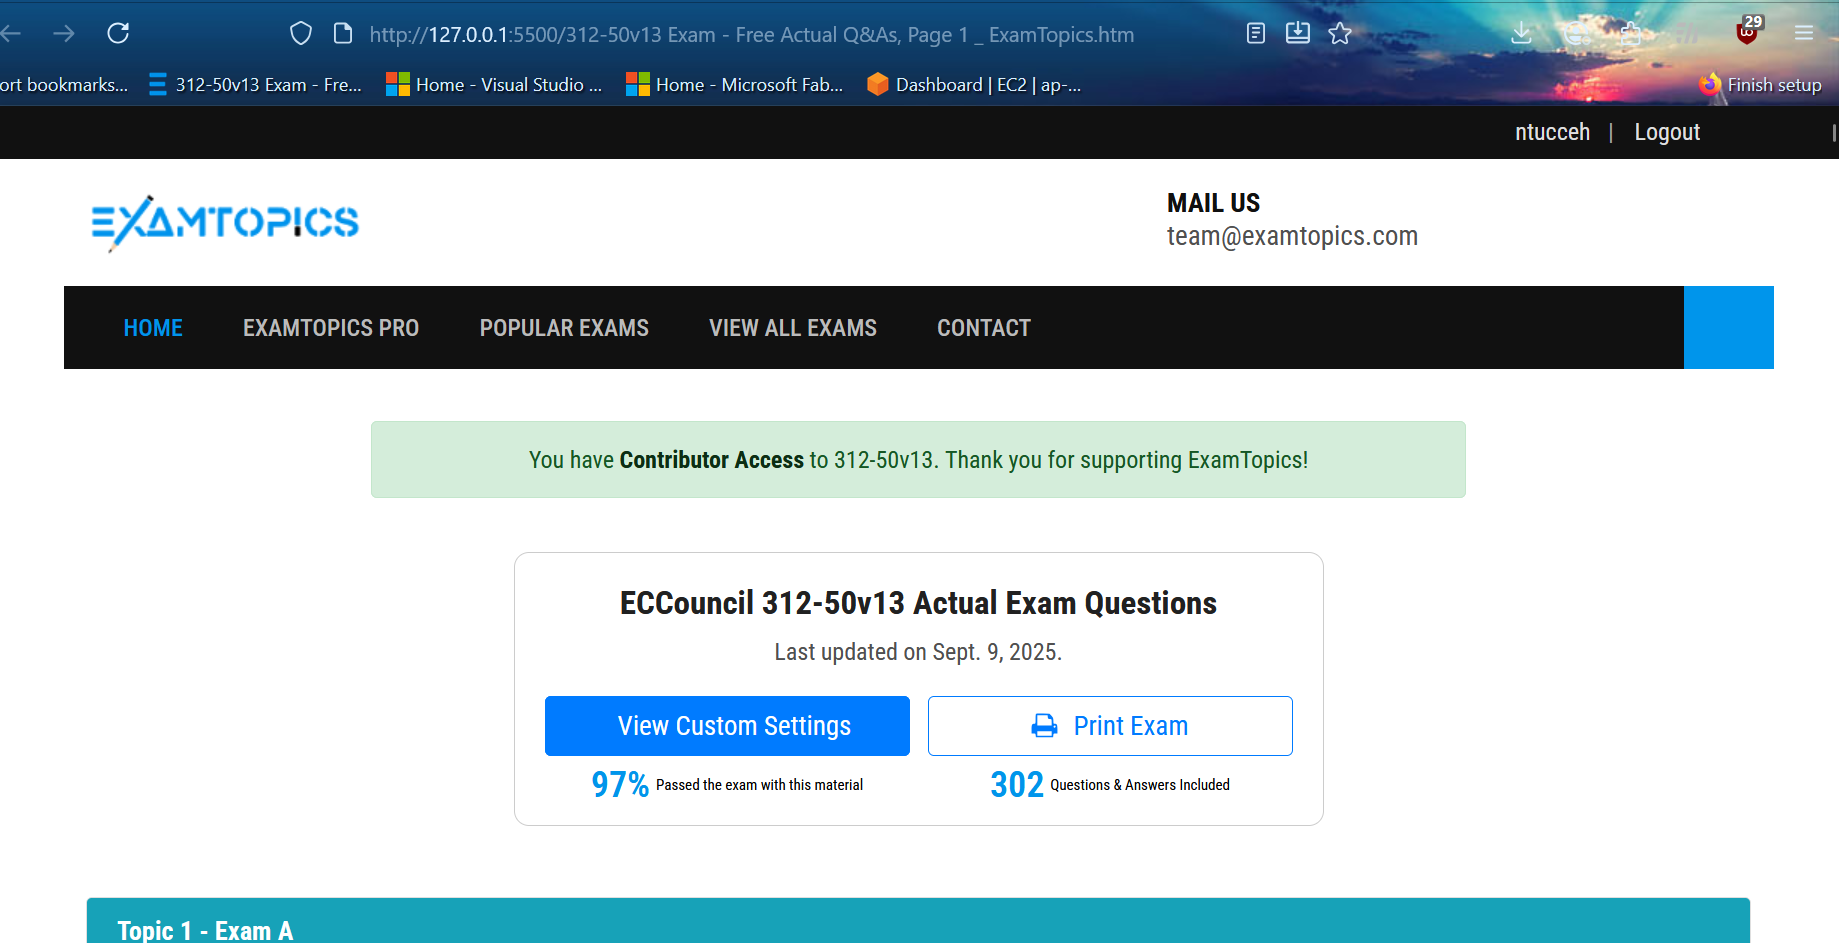 http://127.0.0.1:5500/312-50v13 Exam - Free Actual Q&As, Page 1 _ ExamTopics.htm
29
ort bookmarks...
312-50v13 Exam - Fre...
Home - Visual Studio ...
Home - Microsoft Fab...
Dashboard | EC2 | ap-...
Finish setup
ntucceh | Logout
EXAMTOPICS
MAIL US
team@examtopics.com
HOME
EXAMTOPICS PRO
POPULAR EXAMS
VIEW ALL EXAMS
CONTACT
You have Contributor Access to 312-50v13. Thank you for supporting ExamTopics!
ECCouncil 312-50v13 Actual Exam Questions
Last updated on Sept. 9, 2025.
View Custom Settings
Print Exam
97% Passed the exam with this material
302 Questions & Answers Included
Topic 1 - Exam A